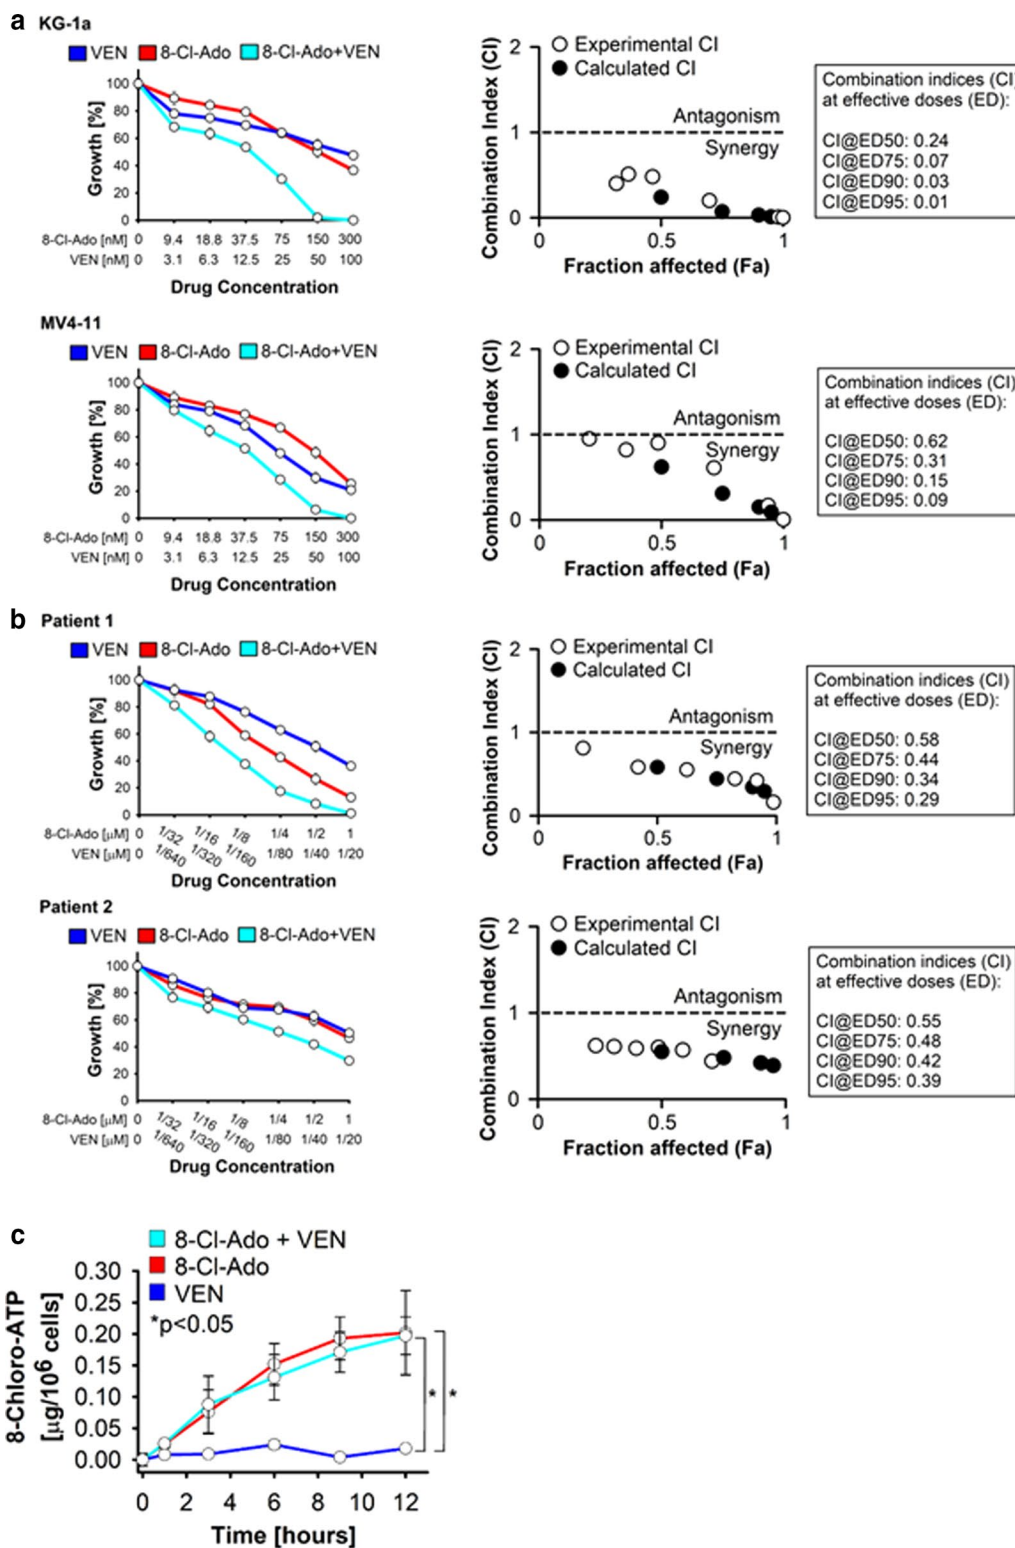 a
KG-1a
VEN 8-Cl-Ado 8-Cl-Ado+VEN
Growth [%]
100
80
60
40
20
0
8-Cl-Ado [nM] 0 9.4 18.8 37.5 75 150 300
VEN [nM] 0 3.1 6.3 12.5 25 50 100
Drug Concentration
Combination Index (CI)
2
1
0
Experimental CI
Calculated CI
Antagonism
Synergy
0 0.5 1
Fraction affected (Fa)
Combination indices (CI)
at effective doses (ED):
CI@ED50: 0.24
CI@ED75: 0.07
CI@ED90: 0.03
CI@ED95: 0.01
MV4-11
VEN 8-Cl-Ado 8-Cl-Ado+VEN
Growth [%]
100
80
60
40
20
0
8-Cl-Ado [nM] 0 9.4 18.8 37.5 75 150 300
VEN [nM] 0 3.1 6.3 12.5 25 50 100
Drug Concentration
Combination Index (CI)
2
1
0
Experimental CI
Calculated CI
Antagonism
Synergy
0 0.5 1
Fraction affected (Fa)
Combination indices (CI)
at effective doses (ED):
CI@ED50: 0.62
CI@ED75: 0.31
CI@ED90: 0.15
CI@ED95: 0.09
b
Patient 1
VEN 8-Cl-Ado 8-Cl-Ado+VEN
Growth [%]
100
80
60
40
20
0
8-Cl-Ado [µM] 0 1/32 1/16 1/8 1/4 1/2 1
VEN [µM] 0 1/640 1/320 1/160 1/80 1/40 1/20
Drug Concentration
Combination Index (CI)
2
1
0
Experimental CI
Calculated CI
Antagonism
Synergy
0 0.5 1
Fraction affected (Fa)
Combination indices (CI)
at effective doses (ED):
CI@ED50: 0.58
CI@ED75: 0.44
CI@ED90: 0.34
CI@ED95: 0.29
Patient 2
VEN 8-Cl-Ado 8-Cl-Ado+VEN
Growth [%]
100
80
60
40
20
0
8-Cl-Ado [µM] 0 1/32 1/16 1/8 1/4 1/2 1
VEN [µM] 0 1/640 1/320 1/160 1/80 1/40 1/20
Drug Concentration
Combination Index (CI)
2
1
0
Experimental CI
Calculated CI
Antagonism
Synergy
0 0.5 1
Fraction affected (Fa)
Combination indices (CI)
at effective doses (ED):
CI@ED50: 0.55
CI@ED75: 0.48
CI@ED90: 0.42
CI@ED95: 0.39
c
8-Cl-Ado + VEN
8-Cl-Ado
VEN
*p<0.05
8-Chloro-ATP
[µg/10⁶ cells]
0.30
0.25
0.20
0.15
0.10
0.05
0.00
* *
0 2 4 6 8 10 12
Time [hours]